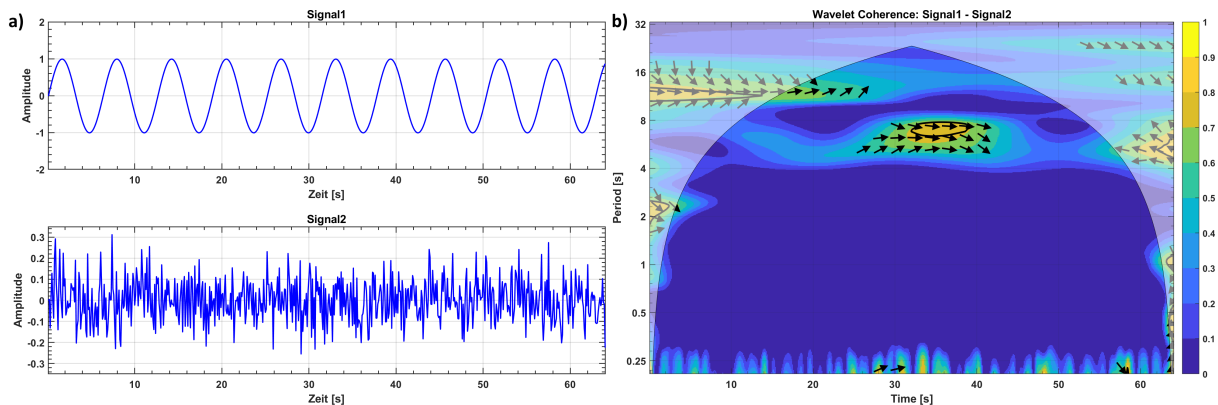 a)
Signal1
2
1
0
-1
-2
Amplitude
10 20 30 40 50 60
Zeit [s]
Signal2
0.3
0.2
0.1
0
-0.1
-0.2
-0.3
Amplitude
10 20 30 40 50 60
Zeit [s]
b)
Wavelet Coherence: Signal1 - Signal2
32
16
8
4
2
1
0.5
0.25
Period [s]
10 20 30 40 50 60
Time [s]
1
0.9
0.8
0.7
0.6
0.5
0.4
0.3
0.2
0.1
0